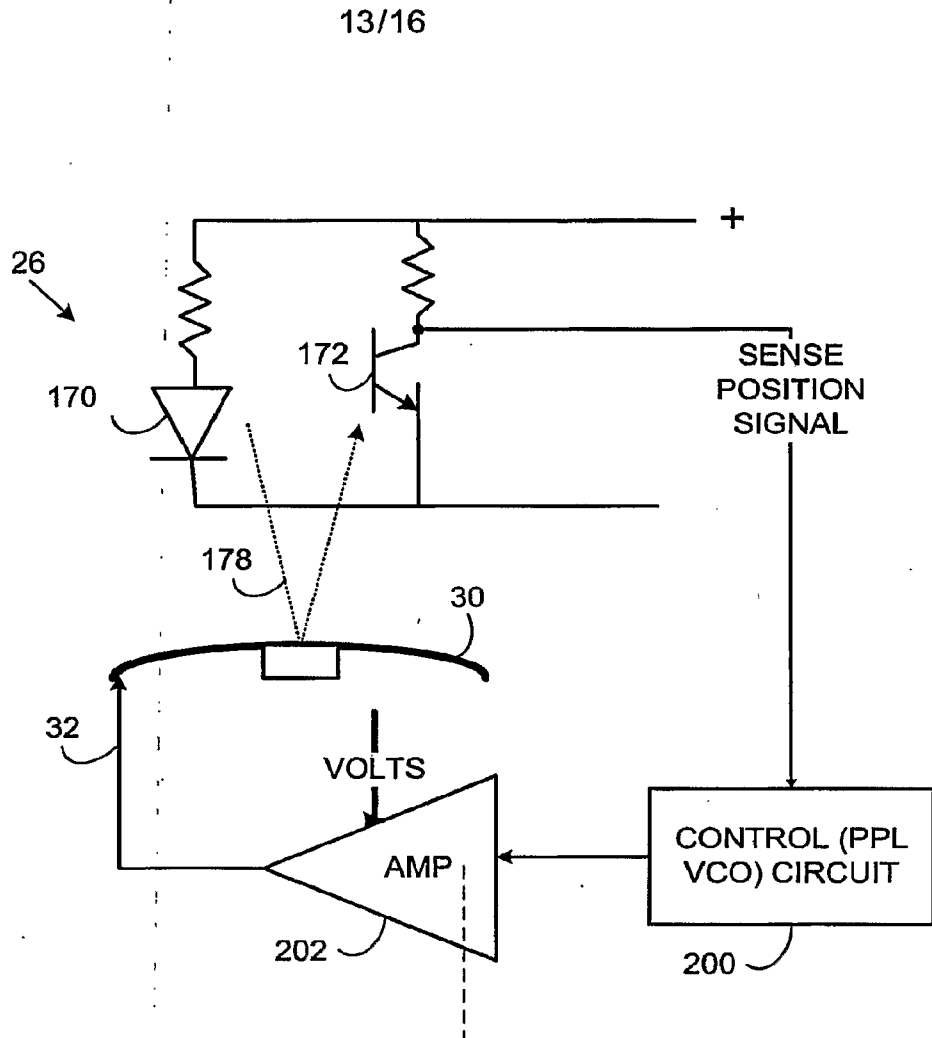 13/16
+
26
172
170
SENSE
POSITION
SIGNAL
178
30
32
VOLTS
AMP
CONTROL (PPL
VCO) CIRCUIT
202
200